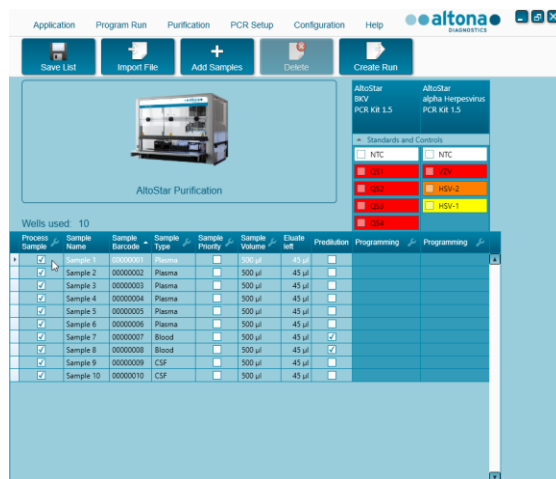 Application Program Run Purification PCR Setup Configuration Help altona
DIAGNOSTICS
Save List Import File Add Samples Delete Create Run
AltoStar AltoStar
BKV alpha Herpesvirus
PCR Kit 1.5 PCR Kit 1.5
Standards and Controls
NTC NTC
QS1 VZV
QS2 HSV-2
QS3 HSV-1
QS4
AltoStar Purification
Wells used: 10
Process Sample Sample Sample Sample Sample Eluate Predilution Programming Programming
Sample Name Barcode Type Priority Volume left
Sample 1 00000001 Plasma 500 µl 45 µl
Sample 2 00000002 Plasma 500 µl 45 µl
Sample 3 00000003 Plasma 500 µl 45 µl
Sample 4 00000004 Plasma 500 µl 45 µl
Sample 5 00000005 Plasma 500 µl 45 µl
Sample 6 00000006 Plasma 500 µl 45 µl
Sample 7 00000007 Blood 500 µl 45 µl
Sample 8 00000008 Blood 500 µl 45 µl
Sample 9 00000009 CSF 500 µl 45 µl
Sample 10 00000010 CSF 500 µl 45 µl